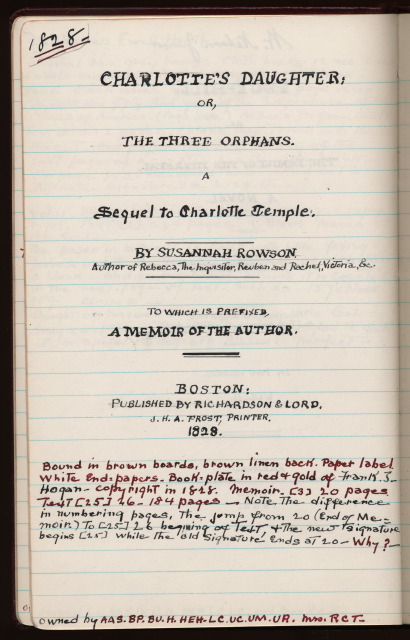 1828-
CHARLOTTE'S DAUGHTER;
OR,
THE THREE ORPHANS.
A
Sequel to Charlotte Temple.
BY SUSANNAH ROWSON,
Author of Rebecca, The Inquisitor, Reuben and Rachel, Victoria, &c.
TO WHICH IS PREFIXED,
A MEMOIR OF THE AUTHOR.
BOSTON:
PUBLISHED BY RICHARDSON & LORD,
J. H. A. FROST, PRINTER.
1828.
Bound in brown boards, brown linen back. Paper label
White End-papers. Book-plate in red & gold of Frank J.
Hogan- copyright in 1828. Memoir- [3] 20 pages
Text [25] 26 - 184 pages - Note The difference
in numbering pages, The jump from 20 (End of Me-
moir) To [25] 26 begining of Text, & The new signature
begins [25] while The old Signature Ends at 20- Why?-
owned by AAS. BP. BU. H. HEH- LC. UC. UM. UR. Mrs. RCT-